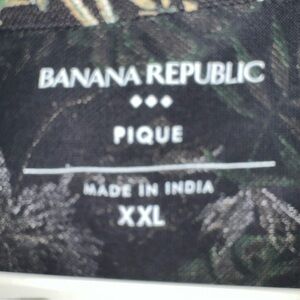 BANANA REPUBLIC
PIQUE
MADE IN INDIA
XXL